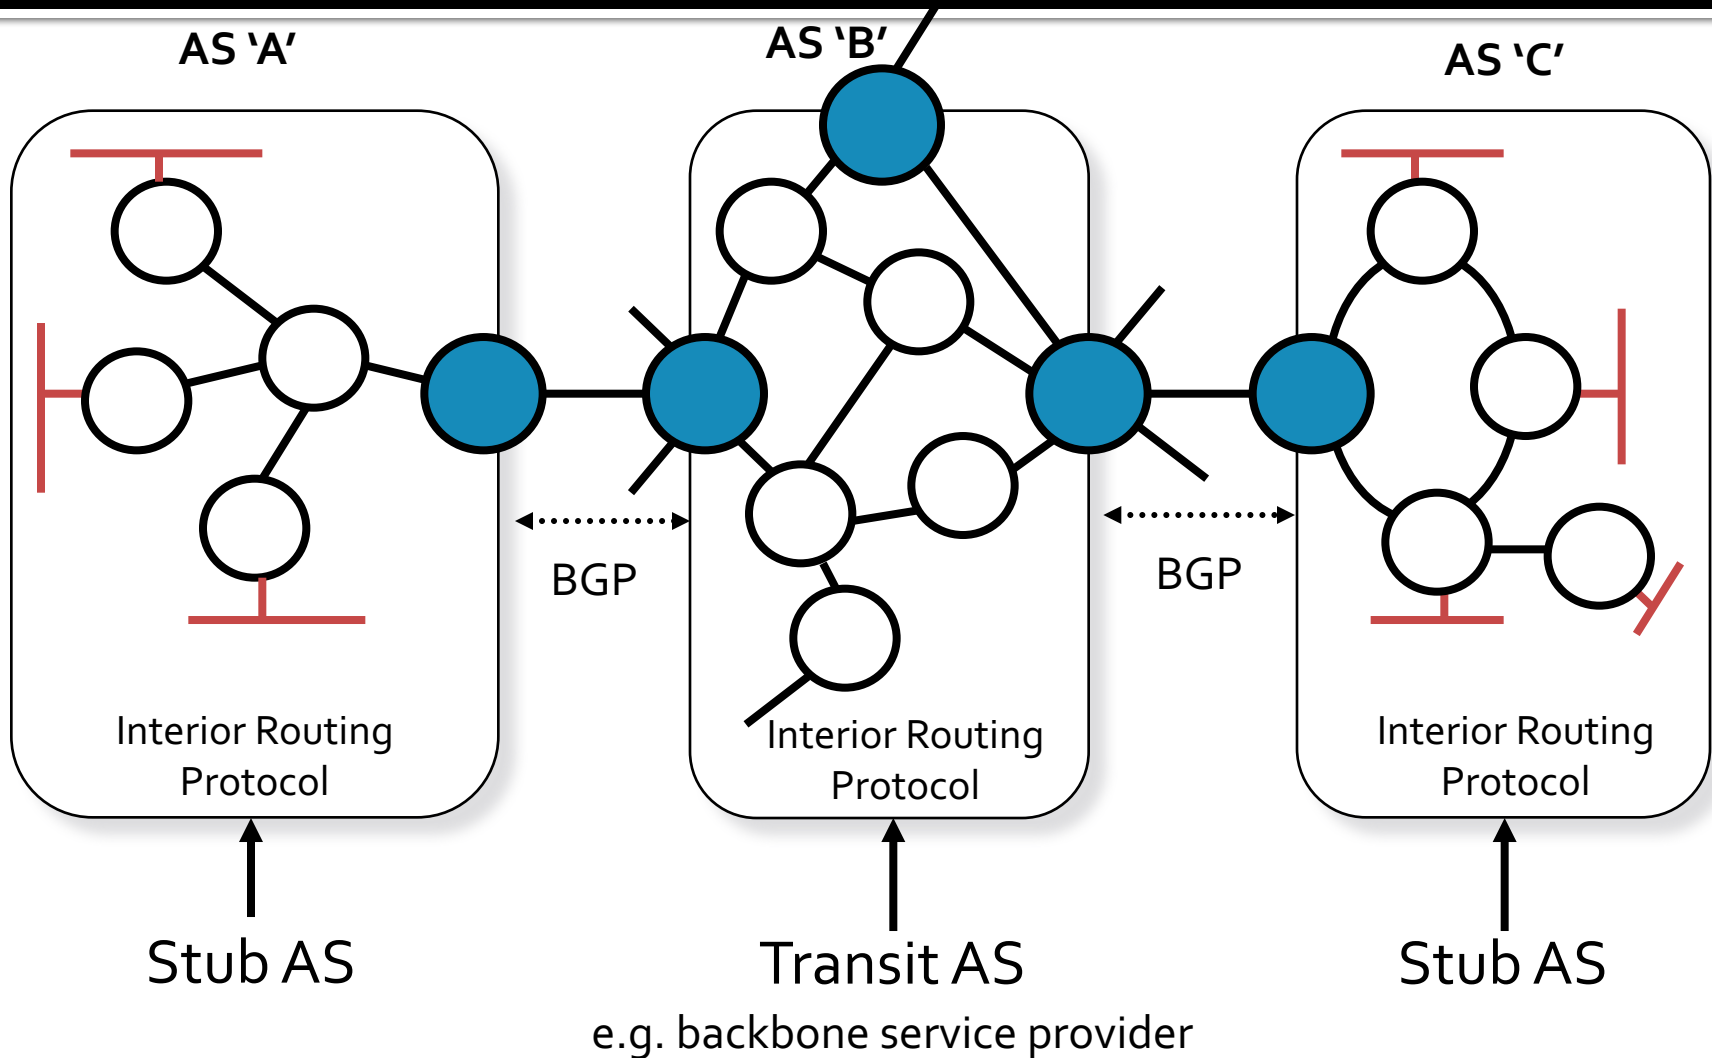 AS ‘A’
AS ‘B’
AS ‘C’
BGP
BGP
Interior Routing
Protocol
Interior Routing
Protocol
Interior Routing
Protocol
Stub AS
Transit AS
e.g. backbone service provider
Stub AS